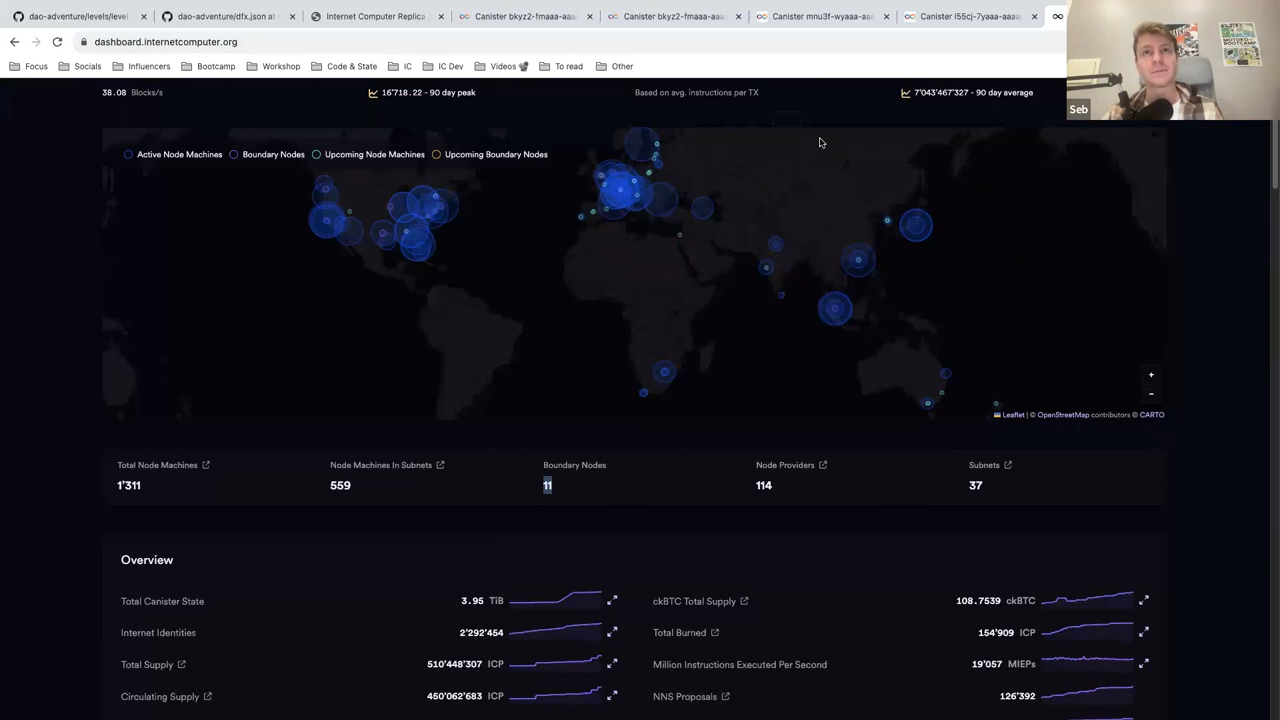 dao-adventure/levels/level
dao-adventure/dfx.json at
Internet Computer Replica
Canister bkyz2-fmaaa-aaa
Canister bkyz2-fmaaa-aaa
Canister mnu3f-wyaaa-aaa
Canister l55cj-7yaaa-aaaa
dashboard.internetcomputer.org
Focus
Socials
Influencers
Bootcamp
Workshop
Code & State
IC
IC Dev
Videos
To read
Other
MOTOKO
BOOTCAMP
Seb
38.08 Blocks/s
16'718.22 - 90 day peak
Based on avg. instructions per TX
7'043'467'327 - 90 day average
Active Node Machines
Boundary Nodes
Upcoming Node Machines
Upcoming Boundary Nodes
+
−
Leaflet | © OpenStreetMap contributors © CARTO
Total Node Machines
Node Machines In Subnets
Boundary Nodes
Node Providers
Subnets
1'311
559
11
114
37
Overview
Total Canister State 3.95 TiB
ckBTC Total Supply 108.7539 ckBTC
Internet Identities 2'292'454
Total Burned 154'909 ICP
Total Supply 510'448'307 ICP
Million Instructions Executed Per Second 19'057 MIEPs
Circulating Supply 450'062'683 ICP
NNS Proposals 126'392